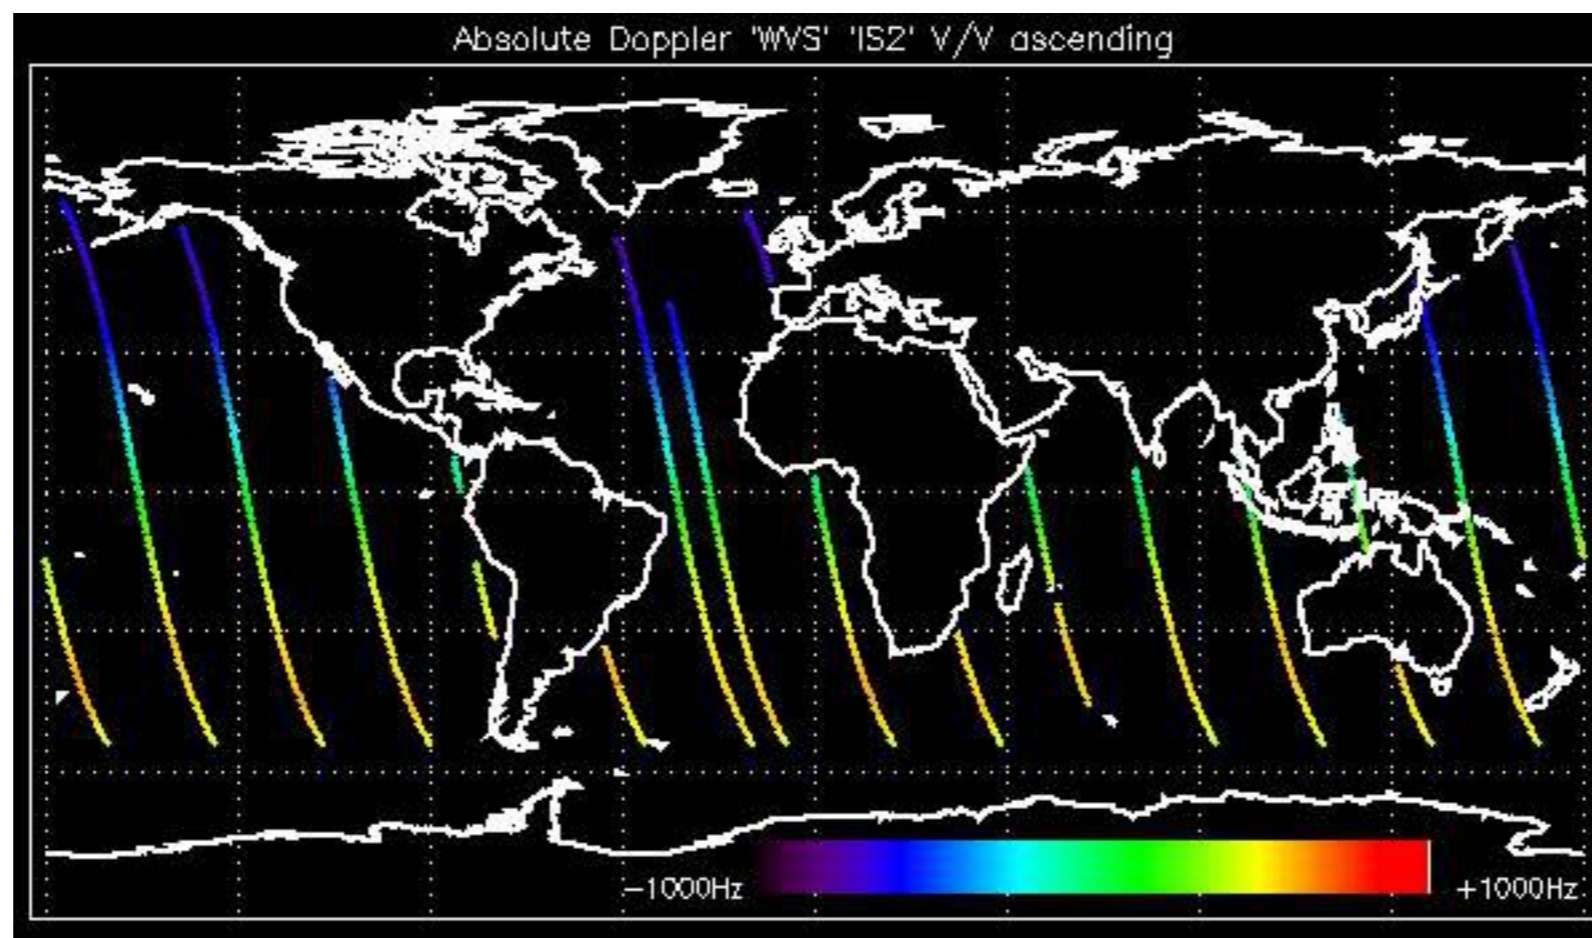 Absolute Doppler 'WVS' 'IS2' V/V ascending
-1000Hz +1000Hz